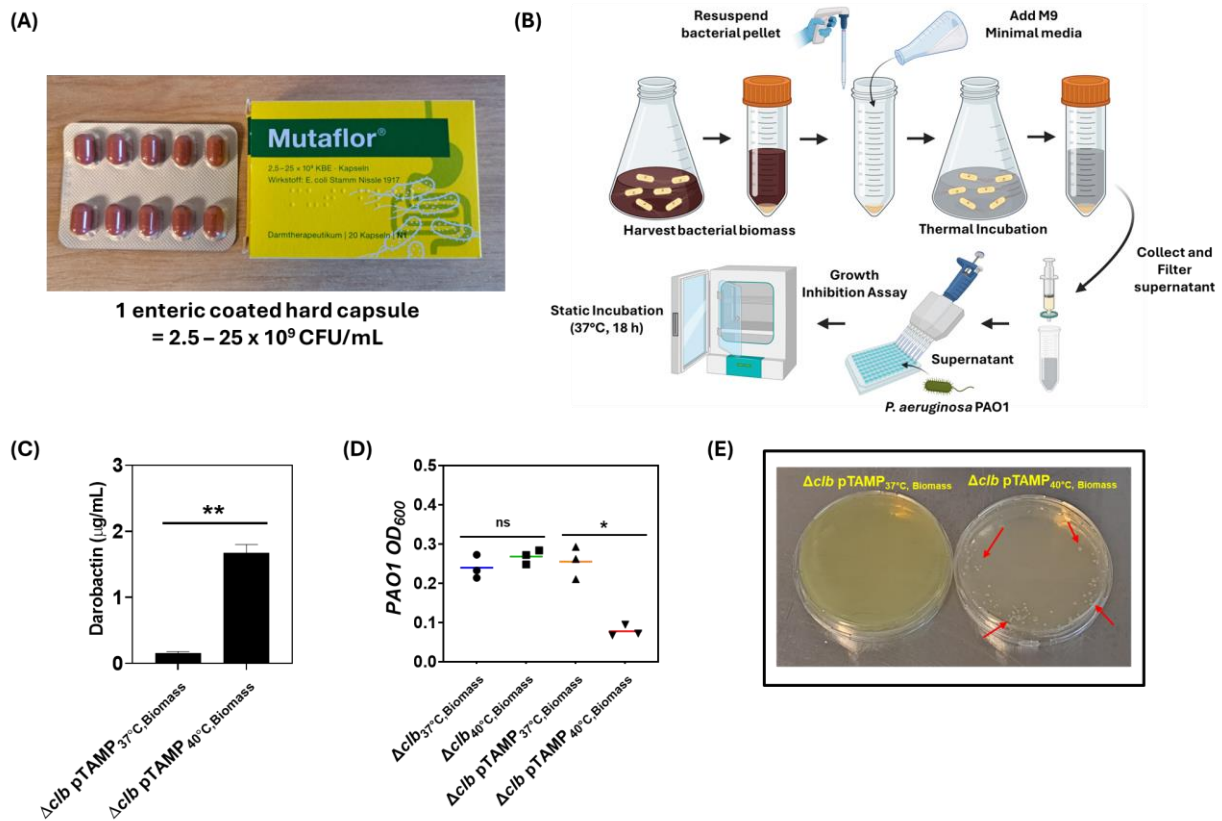 (A)
Mutaflor®
2,5–25 x 10⁹ KBE · Kapseln
Wirkstoff: E. coli Stamm Nissle 1917
Darmtherapeutikum | 20 Kapseln | N1
1 enteric coated hard capsule
= 2.5 – 25 x 10⁹ CFU/mL
(B)
Resuspend
bacterial pellet
Add M9
Minimal media
Harvest bacterial biomass
Thermal Incubation
Collect and
Filter
supernatant
Growth
Inhibition Assay
Static Incubation
(37°C, 18 h)
Supernatant
P. aeruginosa PAO1
(C)
Darobactin (μg/mL)
3
2
1
0
**
Δclb pTAMP37°C,Biomass
Δclb pTAMP40°C,Biomass
(D)
PAO1 OD600
0.5
0.4
0.3
0.2
0.1
0.0
ns
*
Δclb37°C,Biomass
Δclb40°C,Biomass
Δclb pTAMP37°C,Biomass
Δclb pTAMP40°C,Biomass
(E)
Δclb pTAMP37°C, Biomass
Δclb pTAMP40°C, Biomass